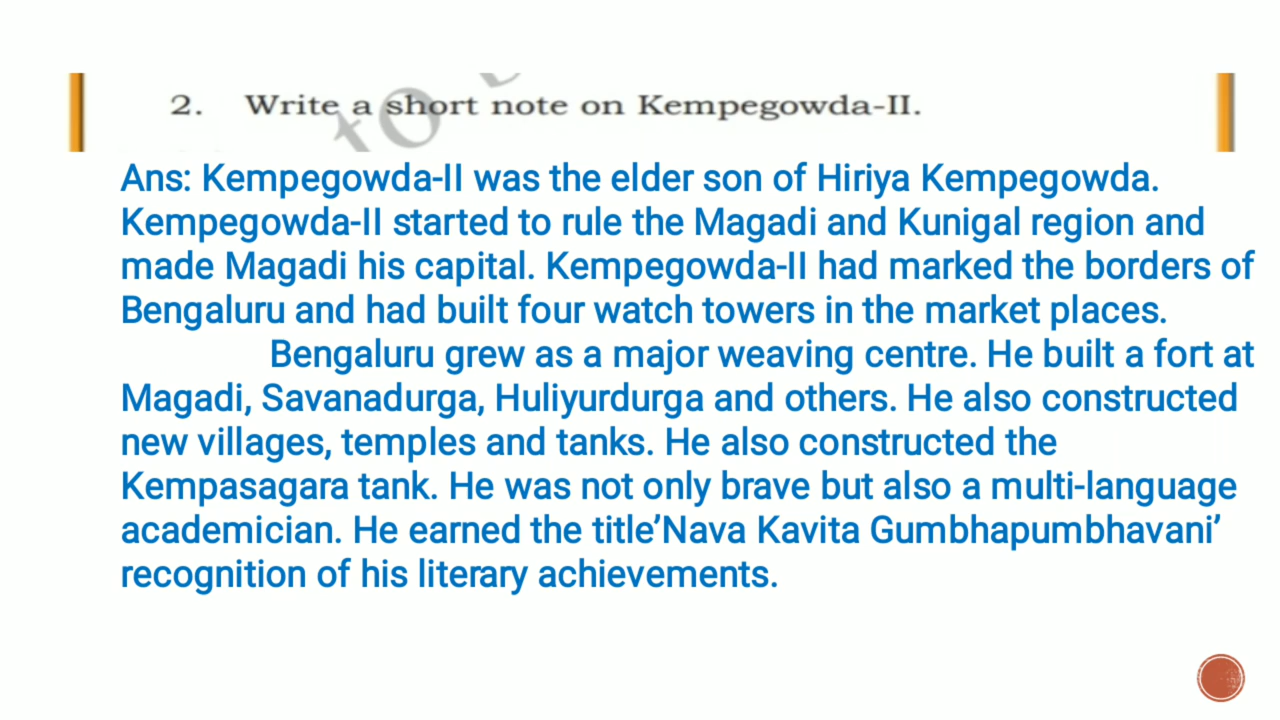 2. Write a short note on Kempegowda-II.
Ans: Kempegowda-II was the elder son of Hiriya Kempegowda.
Kempegowda-II started to rule the Magadi and Kunigal region and
made Magadi his capital. Kempegowda-II had marked the borders of
Bengaluru and had built four watch towers in the market places.
Bengaluru grew as a major weaving centre. He built a fort at
Magadi, Savanadurga, Huliyurdurga and others. He also constructed
new villages, temples and tanks. He also constructed the
Kempasagara tank. He was not only brave but also a multi-language
academician. He earned the title’Nava Kavita Gumbhapumbhavani’
recognition of his literary achievements.